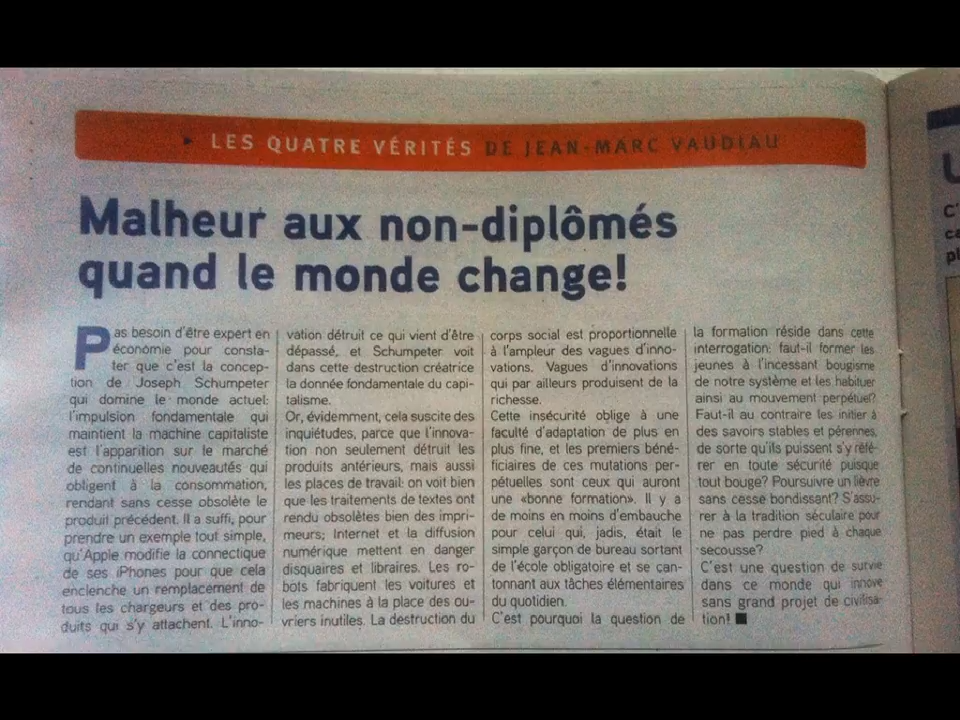 ▸ LES QUATRE VÉRITÉS DE JEAN-MARC VAUDIAU
Malheur aux non-diplômés
quand le monde change!
Pas besoin d'être expert en
économie pour consta-
ter que c'est la concep-
tion de Joseph Schumpeter
qui domine le monde actuel:
l'impulsion fondamentale qui
maintient la machine capitaliste
est l'apparition sur le marché
de continuelles nouveautés qui
obligent à la consommation,
rendant sans cesse obsolète le
produit précédent. Il a suffi, pour
prendre un exemple tout simple,
qu'Apple modifie la connectique
de ses iPhones pour que cela
enclenche un remplacement de
tous les chargeurs et des pro-
duits qui s'y attachent. L'inno-
vation détruit ce qui vient d'être
dépassé, et Schumpeter voit
dans cette destruction créatrice
la donnée fondamentale du capi-
talisme.
Or, évidemment, cela suscite des
inquiétudes, parce que l'innova-
tion non seulement détruit les
produits antérieurs, mais aussi
les places de travail: on voit bien
que les traitements de textes ont
rendu obsolètes bien des impri-
meurs; Internet et la diffusion
numérique mettent en danger
disquaires et libraires. Les ro-
bots fabriquent les voitures et
les machines à la place des ou-
vriers inutiles. La destruction du
corps social est proportionnelle
à l'ampleur des vagues d'inno-
vations. Vagues d'innovations
qui par ailleurs produisent de la
richesse.
Cette insécurité oblige à une
faculté d'adaptation de plus en
plus fine, et les premiers béné-
ficiaires de ces mutations per-
pétuelles sont ceux qui auront
une «bonne formation». Il y a
de moins en moins d'embauche
pour celui qui, jadis, était le
simple garçon de bureau sortant
de l'école obligatoire et se can-
tonnant aux tâches élémentaires
du quotidien.
C'est pourquoi la question de
la formation réside dans cette
interrogation: faut-il former les
jeunes à l'incessant bougisme
de notre système et les habituer
ainsi au mouvement perpétuel?
Faut-il au contraire les initier à
des savoirs stables et pérennes,
de sorte qu'ils puissent s'y réfé-
rer en toute sécurité puisque
tout bouge? Poursuivre un lièvre
sans cesse bondissant? S'assu-
rer à la tradition séculaire pour
ne pas perdre pied à chaque
secousse?
C'est une question de survie
dans ce monde qui innove
sans grand projet de civilisa-
tion! ■
C'
ca
pl